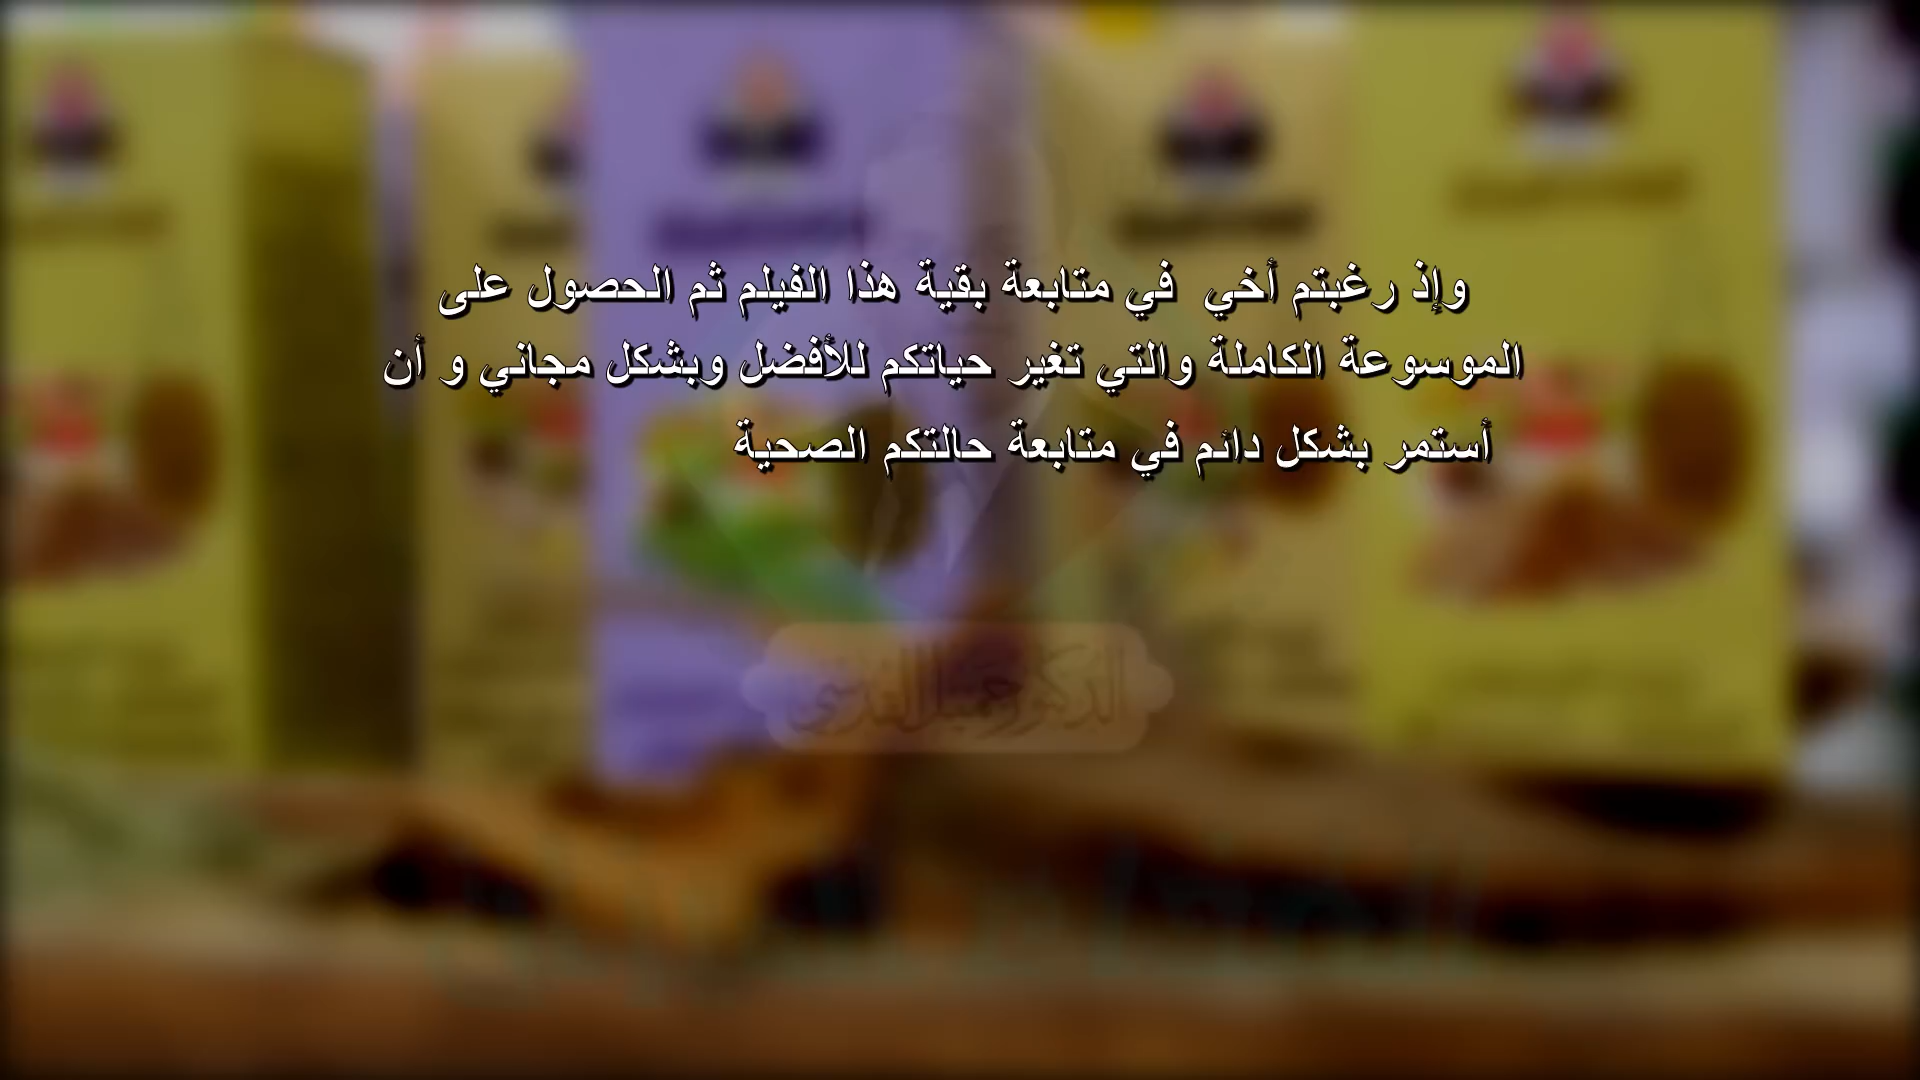 وإذ رغبتم أخي في متابعة بقية هذا الفيلم ثم الحصول على
الموسوعة الكاملة والتي تغير حياتكم للأفضل وبشكل مجاني و أن
أستمر بشكل دائم في متابعة حالتكم الصحية